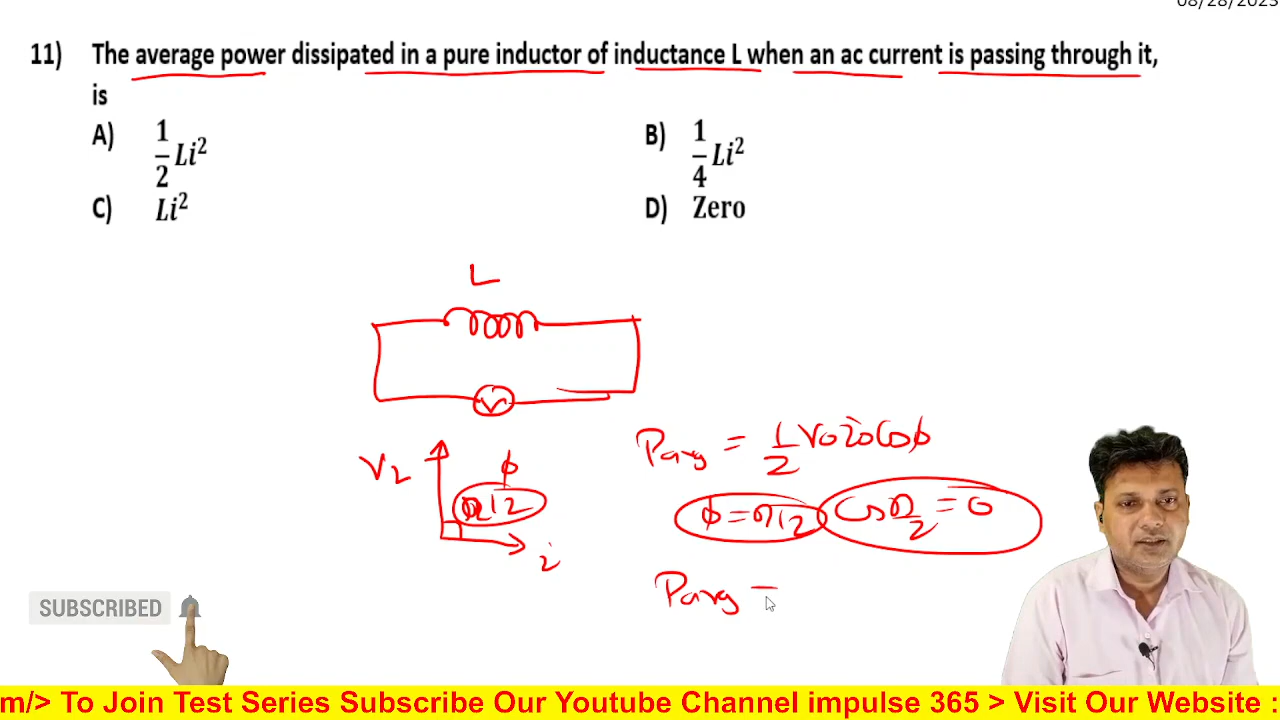 08/28/2025
11) The average power dissipated in a pure inductor of inductance L when an ac current is passing through it,
is
A) 1/2 Li²
B) 1/4 Li²
C) Li²
D) Zero
L
V
V_L
ϕ
π/2
i
Pavg = 1/2 V₀i₀cosϕ
ϕ = π/2 cos π/2 = 0
Pavg =
SUBSCRIBED
m/> To Join Test Series Subscribe Our Youtube Channel impulse 365 > Visit Our Website :